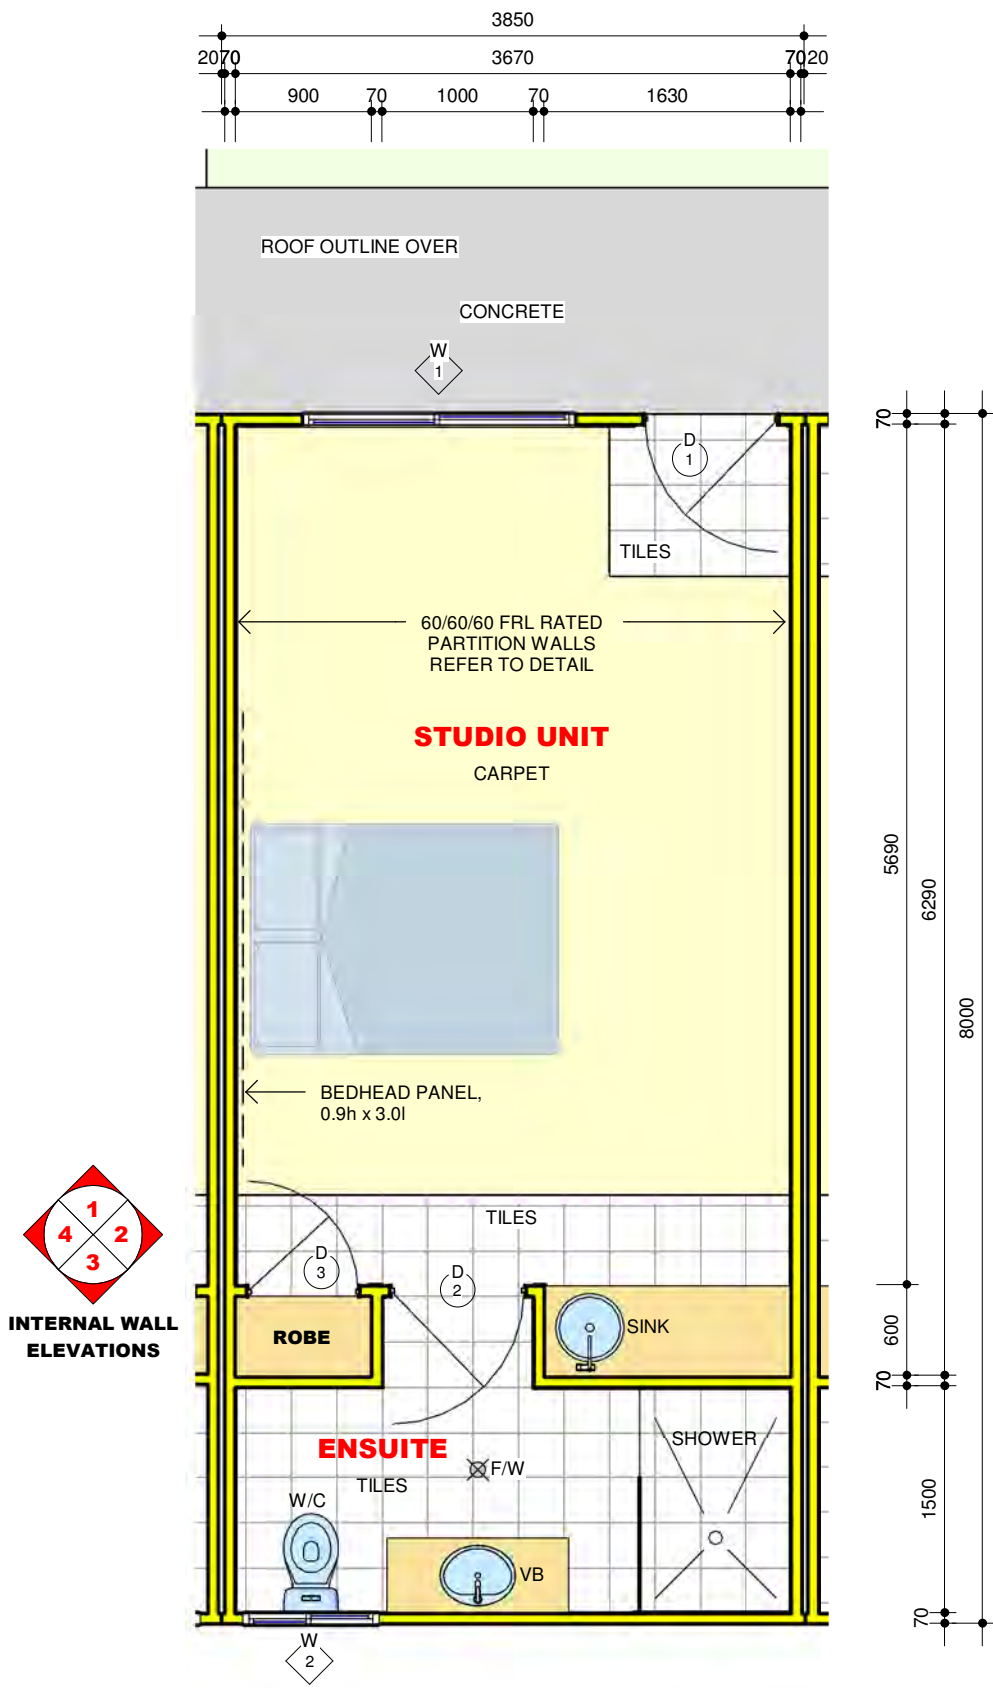 3850
20 70 3670 70 20
900 70 1000 70 1630
ROOF OUTLINE OVER
CONCRETE
W
1
70
D
1
TILES
60/60/60 FRL RATED
PARTITION WALLS
REFER TO DETAIL
STUDIO UNIT
CARPET
5690
6290
8000
BEDHEAD PANEL,
0.9h x 3.0l
TILES
1
4 2
3
D
3
D
2
INTERNAL WALL
ELEVATIONS
ROBE
SINK
600
70
SHOWER
ENSUITE
F/W
TILES
W/C
1500
VB
70
W
2